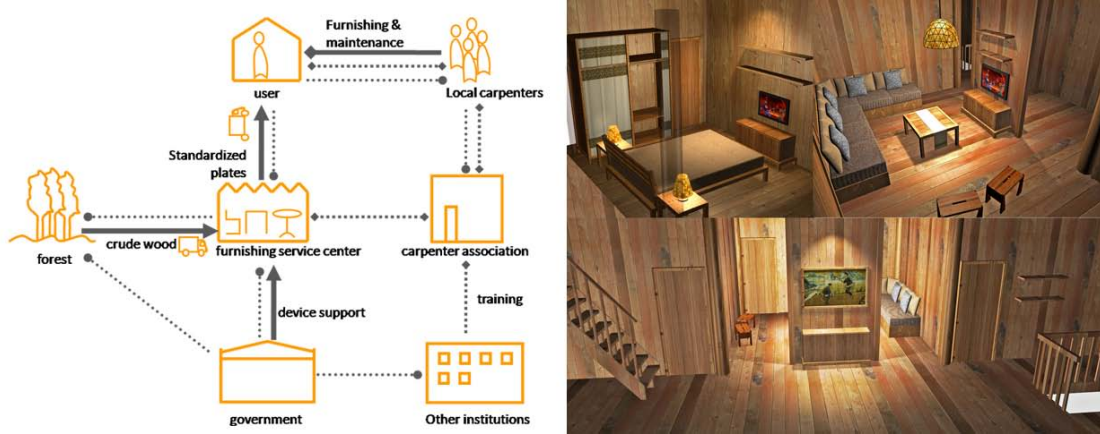 Furnishing &
maintenance
user
Local carpenters
Standardized
plates
crude wood
forest
furnishing service center
carpenter association
device support
training
government
Other institutions